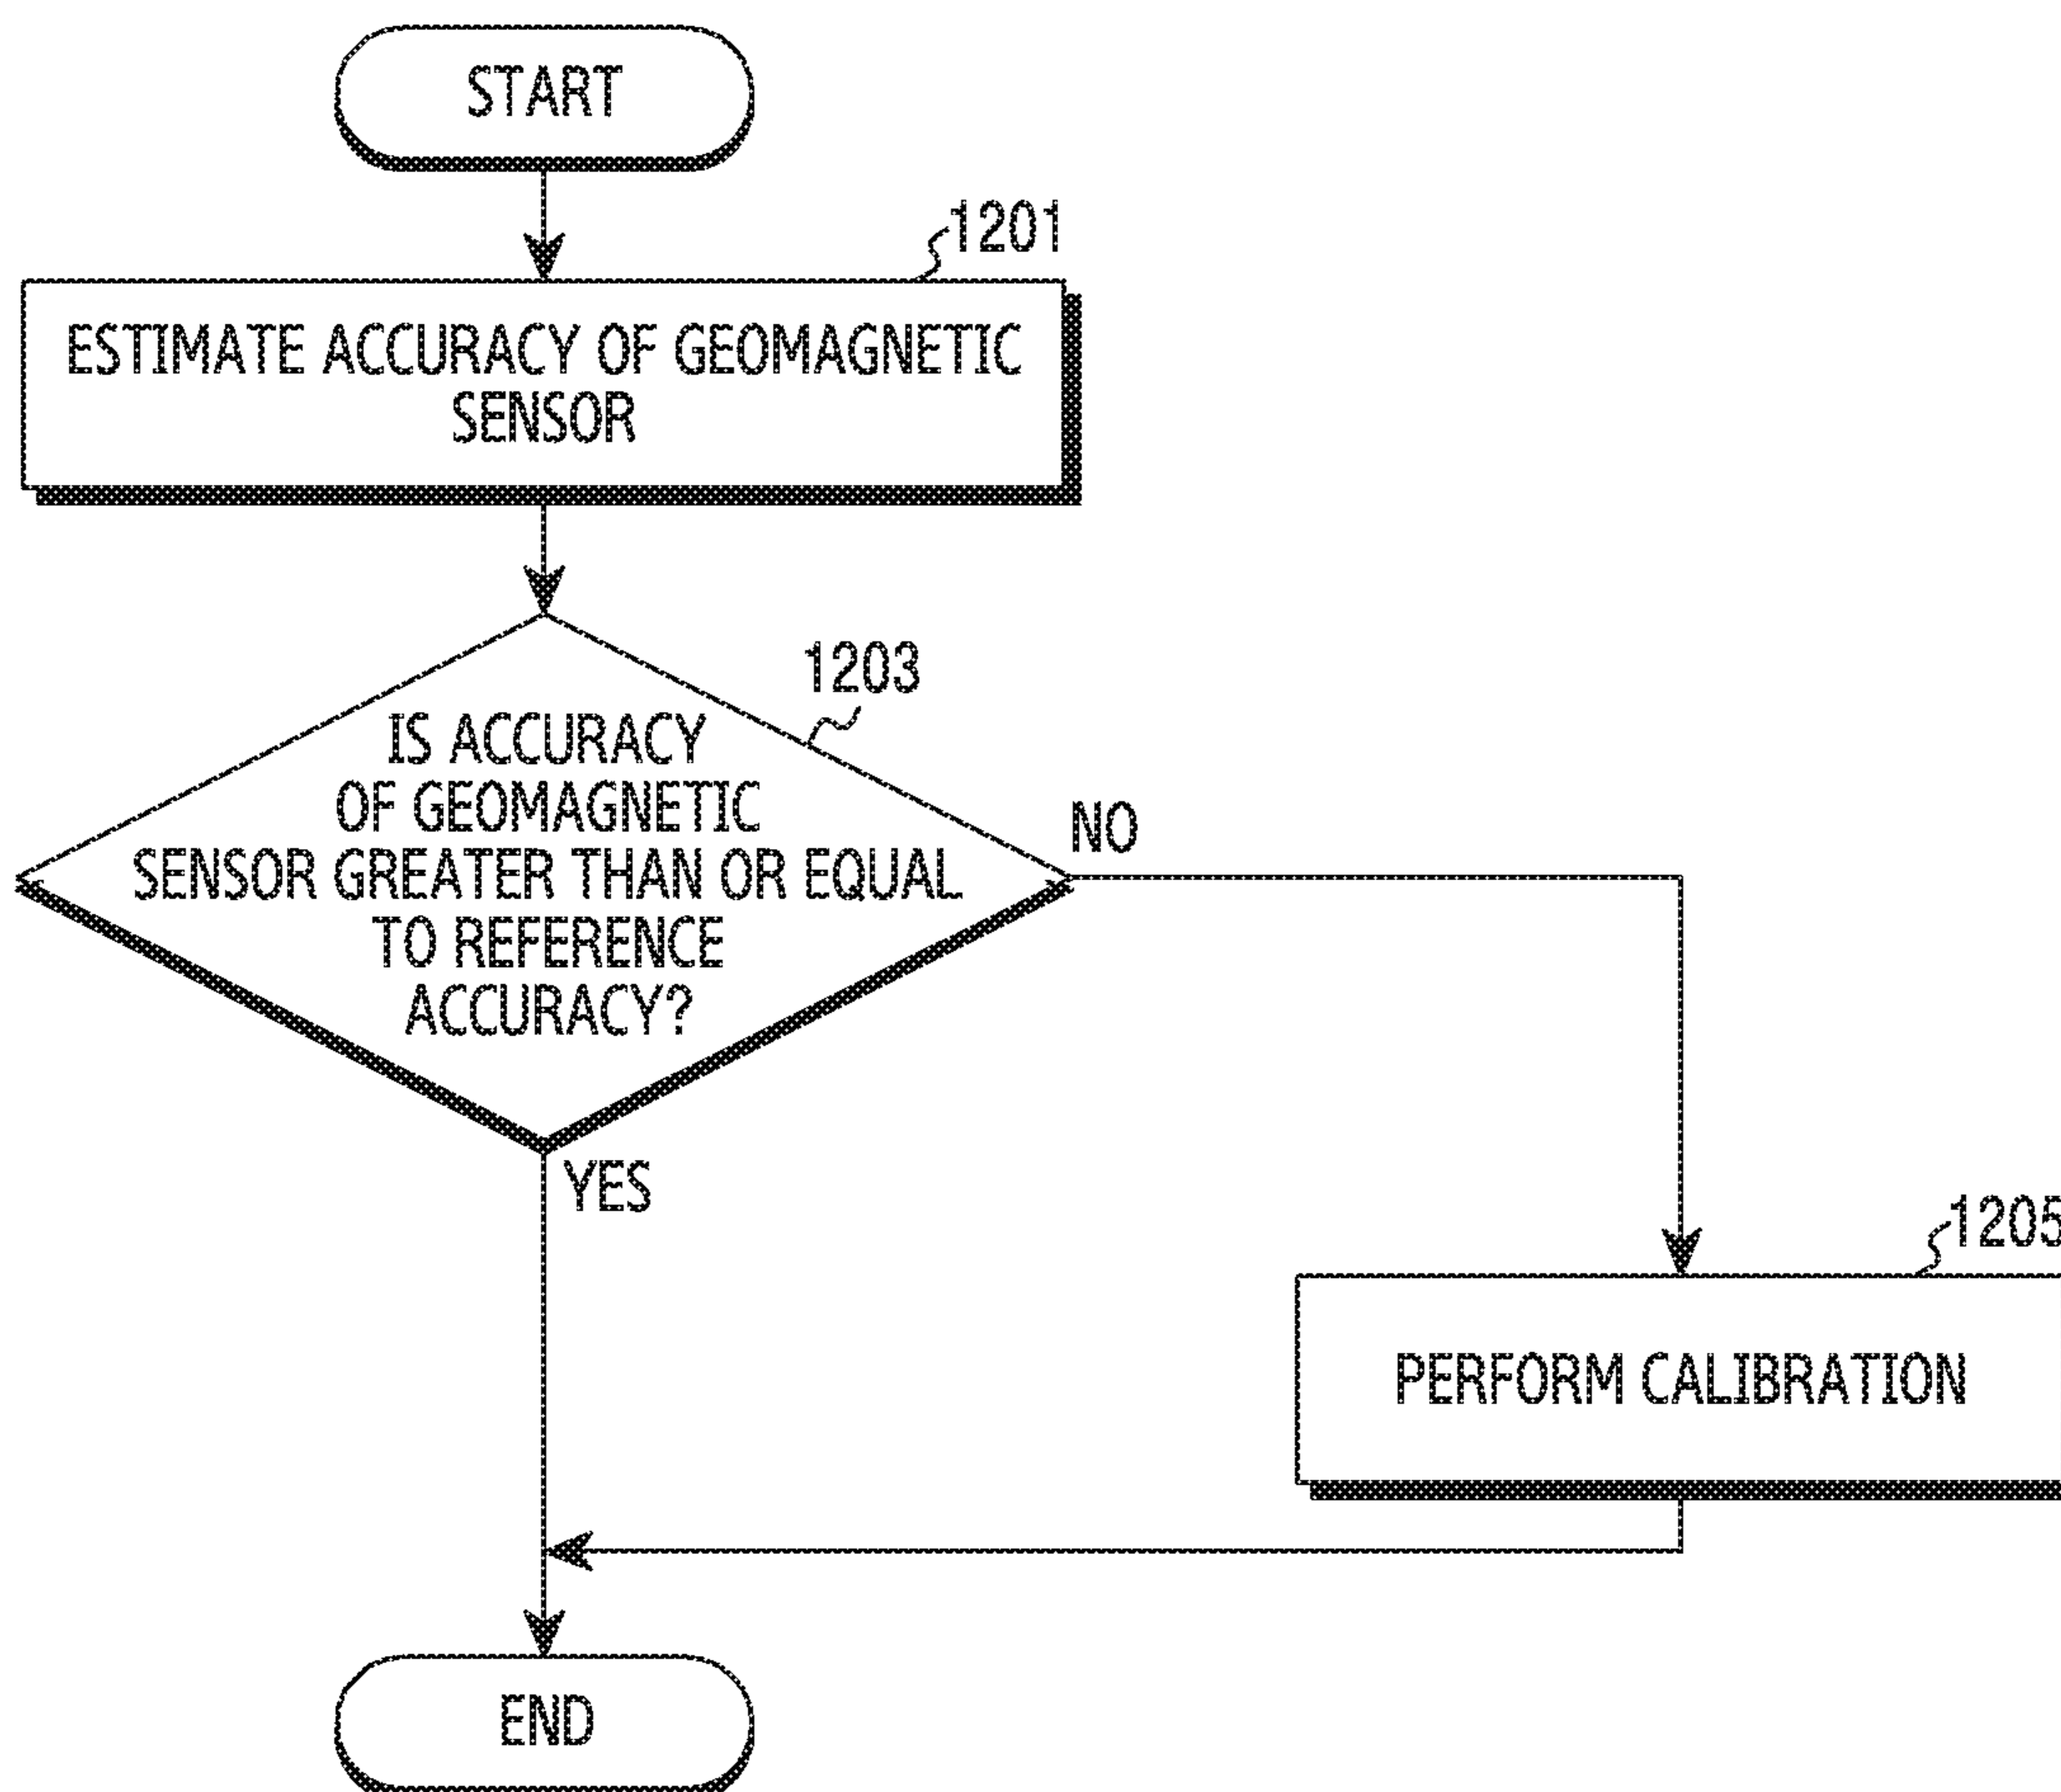 START
1201
ESTIMATE ACCURACY OF GEOMAGNETIC
SENSOR
1203
IS ACCURACY
OF GEOMAGNETIC
SENSOR GREATER THAN OR EQUAL
TO REFERENCE
ACCURACY?
NO
YES
1205
PERFORM CALIBRATION
END